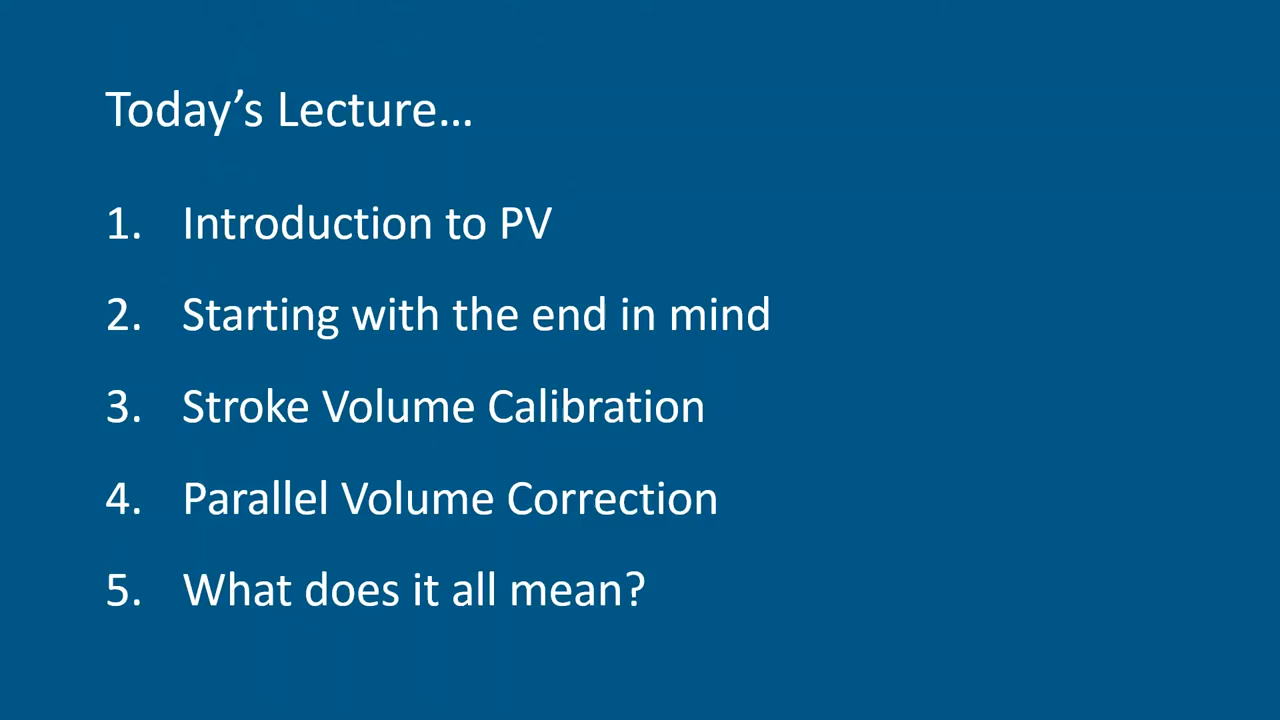 Today’s Lecture…
1. Introduction to PV
2. Starting with the end in mind
3. Stroke Volume Calibration
4. Parallel Volume Correction
5. What does it all mean?